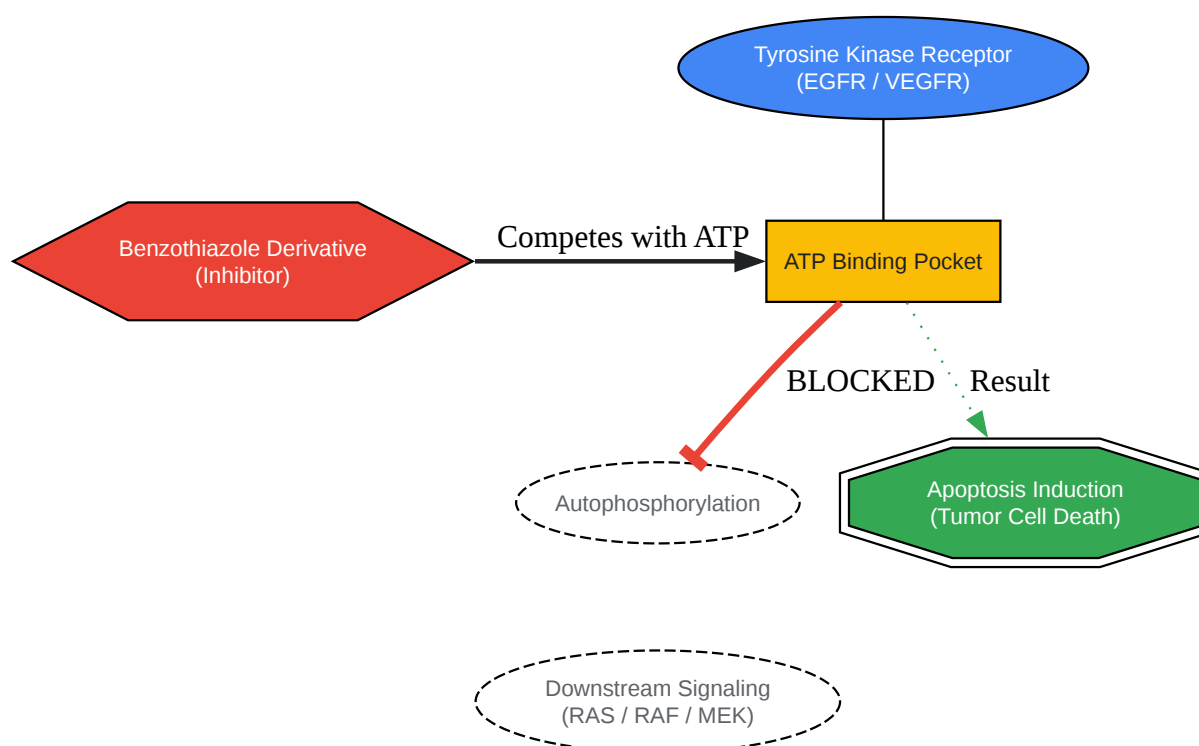 Tyrosine Kinase Receptor
(EGFR / VEGFR)
Benzothiazole Derivative
(Inhibitor)
Competes with ATP
ATP Binding Pocket
BLOCKED
Result
Autophosphorylation
Apoptosis Induction
(Tumor Cell Death)
Downstream Signaling
(RAS / RAF / MEK)